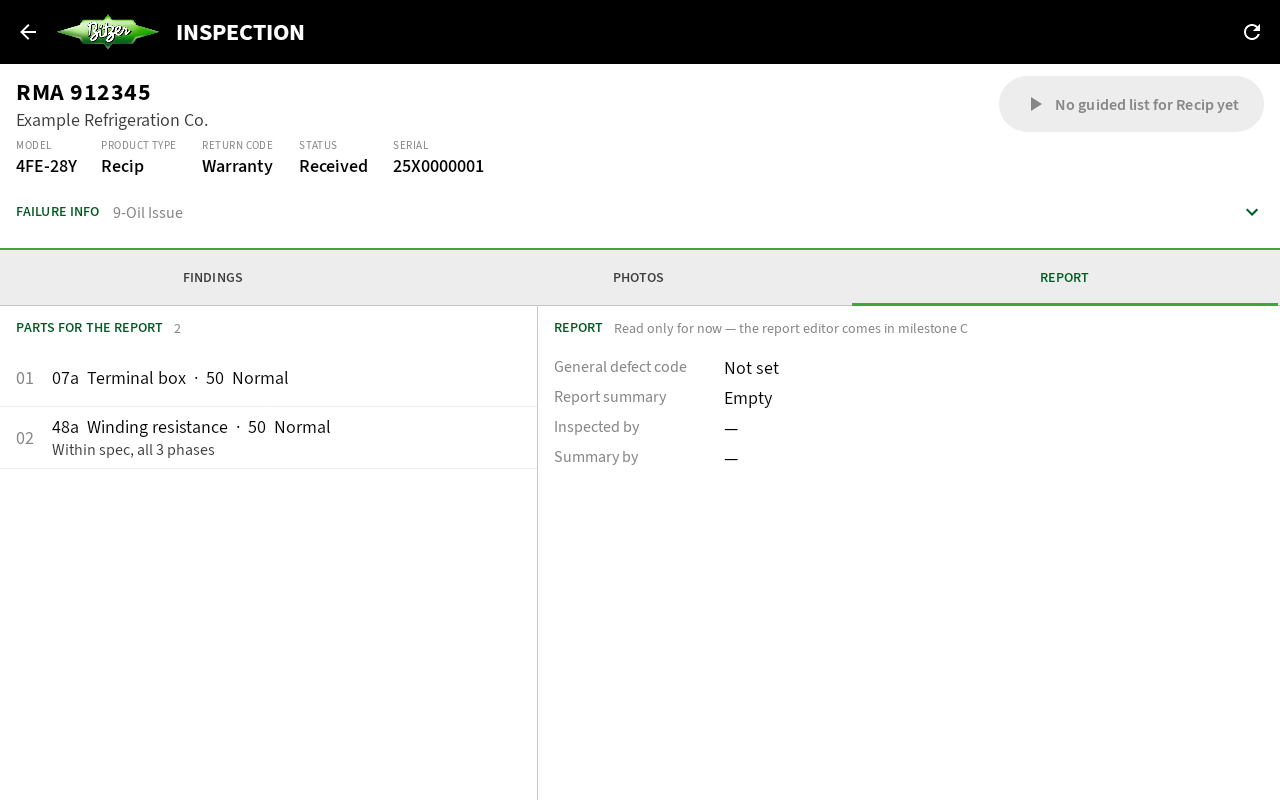 Bitzer
INSPECTION
RMA 912345
Example Refrigeration Co.
No guided list for Recip yet
MODEL PRODUCT TYPE RETURN CODE STATUS SERIAL
4FE-28Y Recip Warranty Received 25X0000001
FAILURE INFO 9-Oil Issue
FINDINGS PHOTOS REPORT
PARTS FOR THE REPORT 2
01 07a Terminal box · 50 Normal
02 48a Winding resistance · 50 Normal
Within spec, all 3 phases
REPORT Read only for now — the report editor comes in milestone C
General defect code Not set
Report summary Empty
Inspected by —
Summary by —